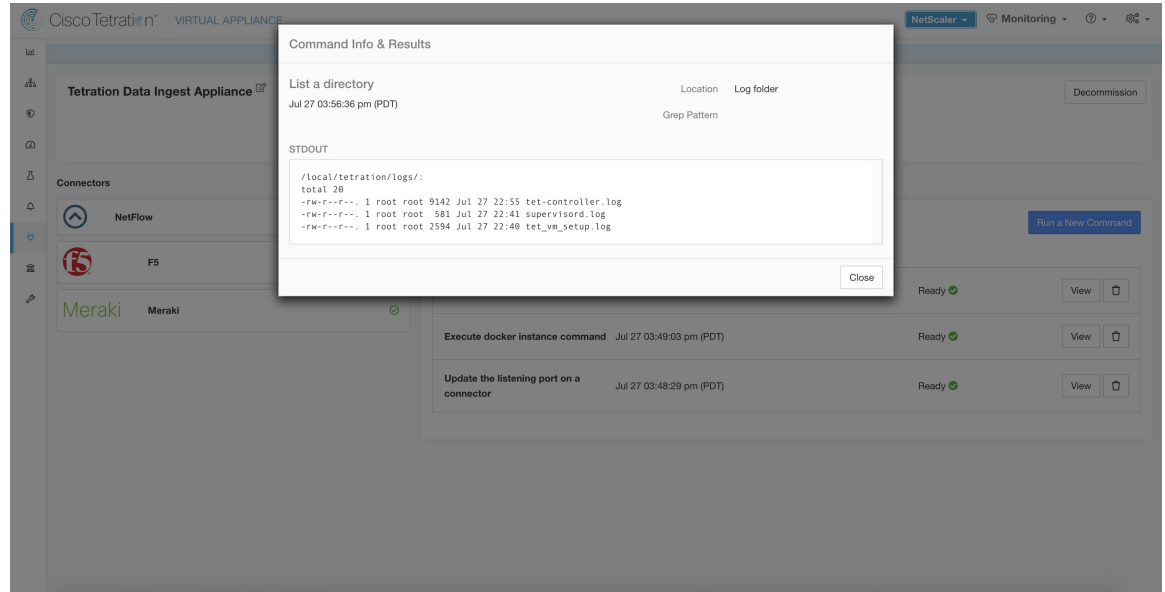 Cisco Tetration™ VIRTUAL APPLIANCE
NetScaler
Monitoring
Command Info & Results
Tetration Data Ingest Appliance
Decommission
List a directory
Jul 27 03:56:36 pm (PDT)
Location Log folder
Grep Pattern
STDOUT
/local/tetration/logs/:
total 20
-rw-r--r--. 1 root root 9142 Jul 27 22:55 tet-controller.log
-rw-r--r--. 1 root root  581 Jul 27 22:41 supervisord.log
-rw-r--r--. 1 root root 2594 Jul 27 22:40 tet_vm_setup.log
Close
Connectors
NetFlow
f5 F5
Meraki Meraki
Run a New Command
Ready View
Execute docker instance command Jul 27 03:49:03 pm (PDT) Ready View
Update the listening port on a
connector
Jul 27 03:48:29 pm (PDT) Ready View